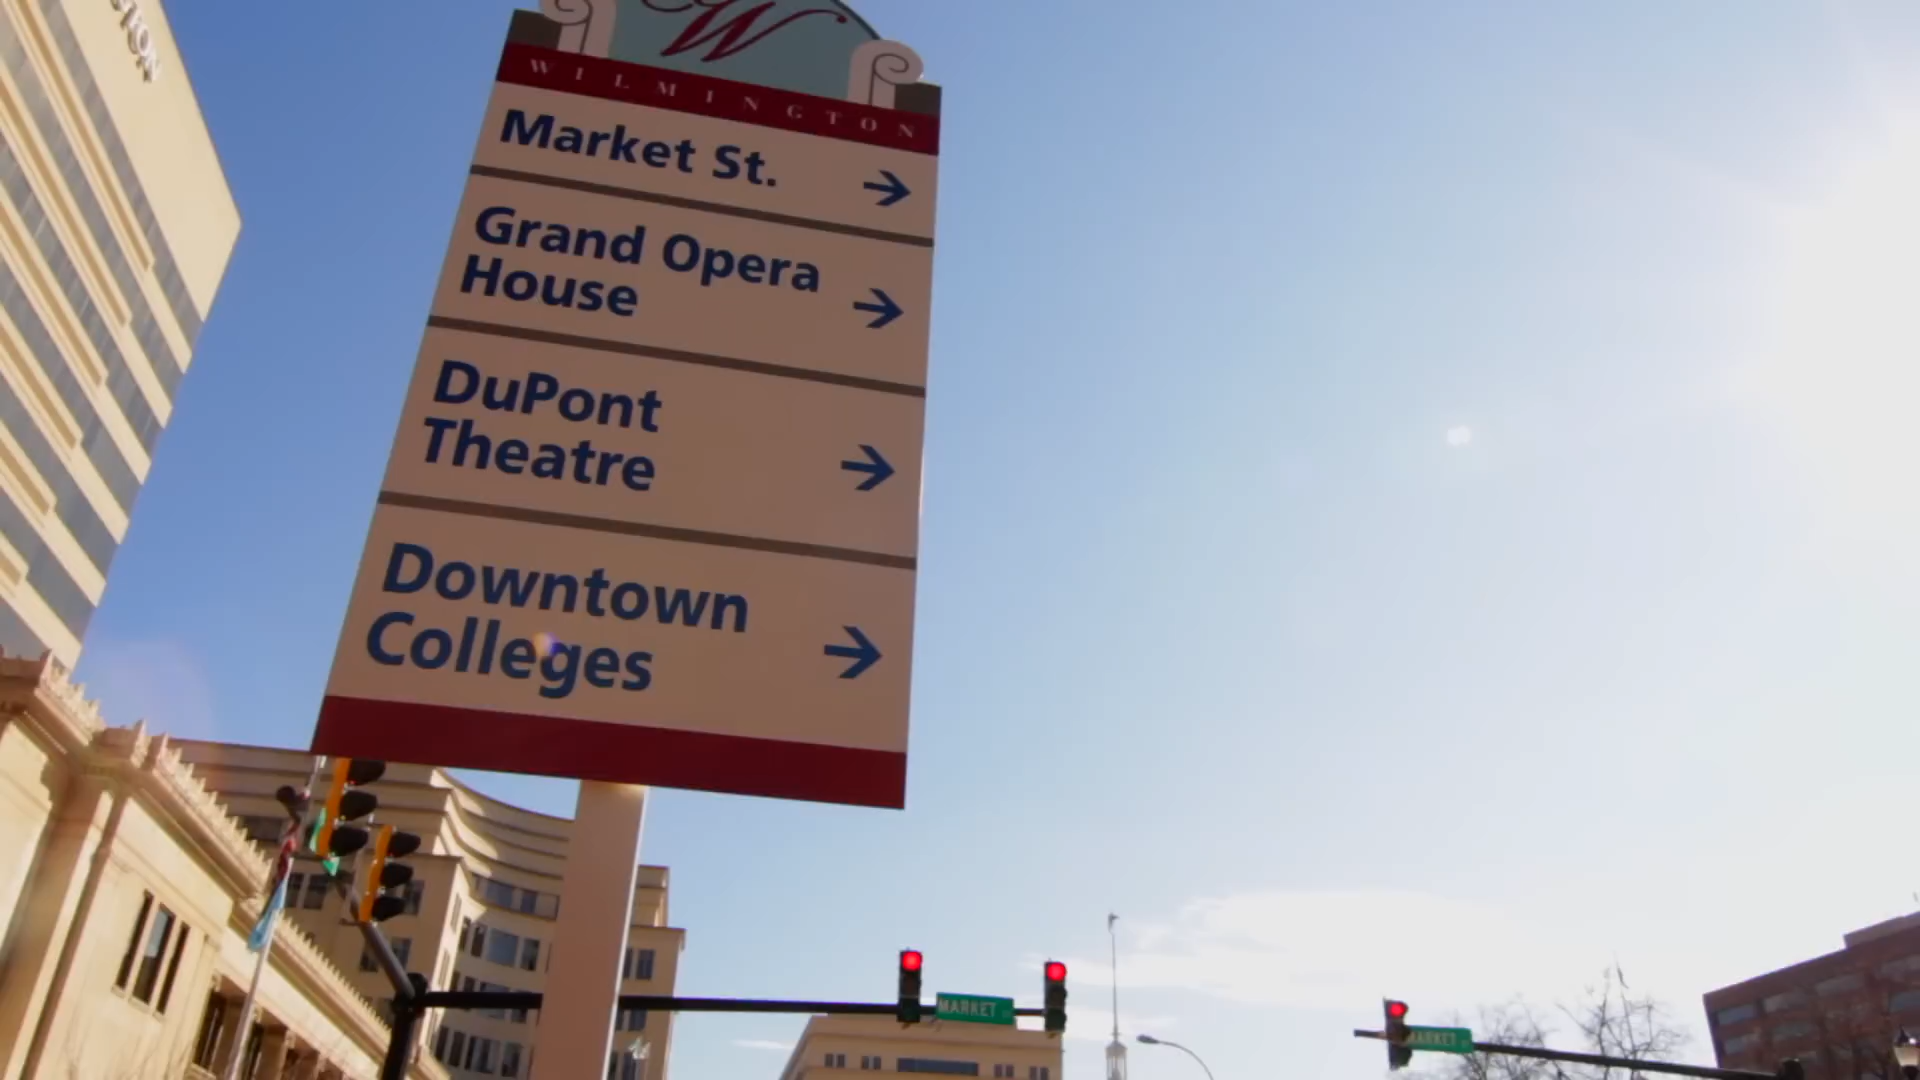 W
WILMINGTON
Market St.
Grand Opera
House
DuPont
Theatre
Downtown
Colleges
MARKET
MARKET